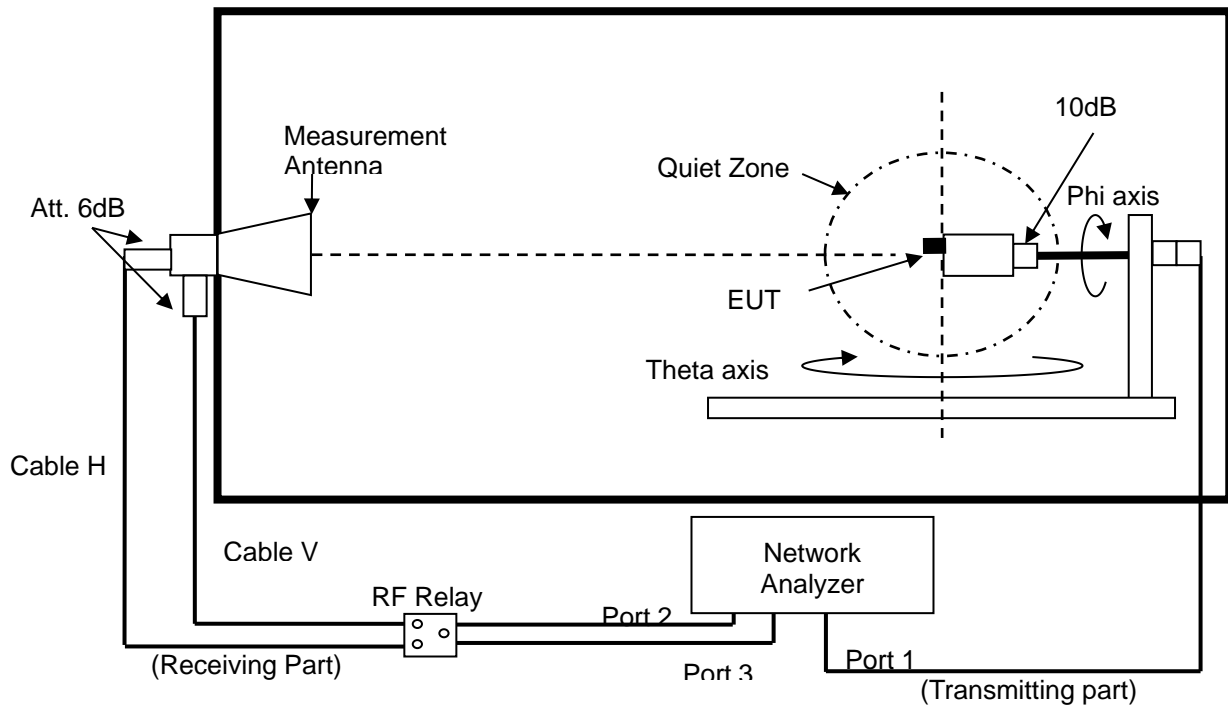 Measurement
Antenna
10dB
Quiet Zone
Phi axis
Att. 6dB
EUT
Theta axis
Cable H
Cable V
Network
Analyzer
RF Relay
Port 2
(Receiving Part)
Port 3
Port 1
(Transmitting part)